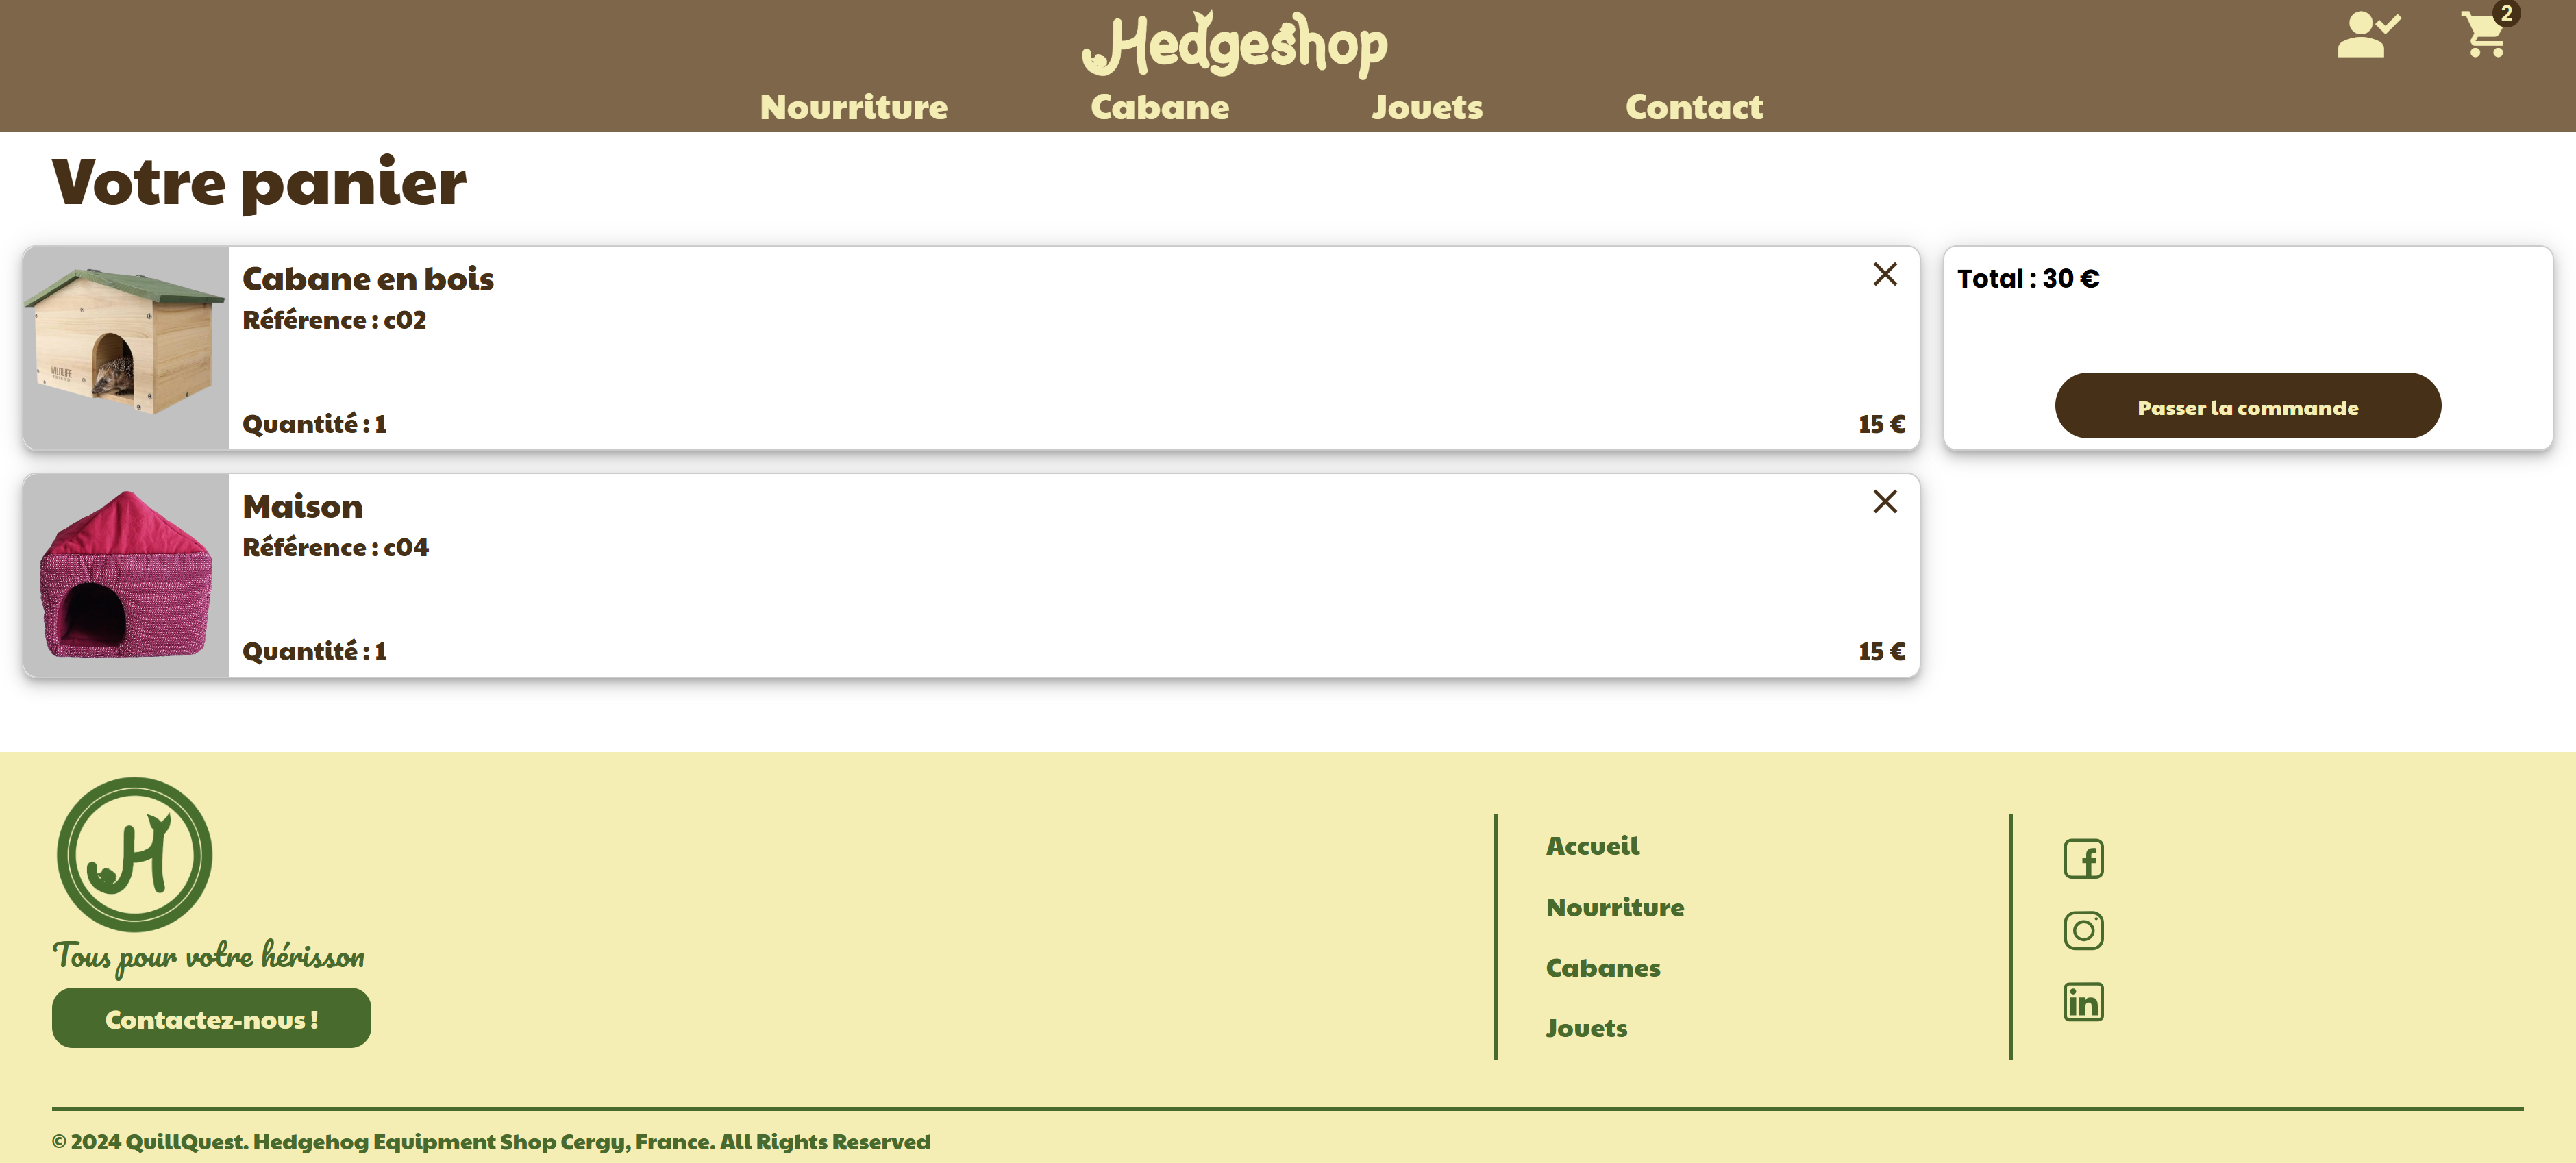 Hedgeshop
2
Nourriture
Cabane
Jouets
Contact
Votre panier
Cabane en bois
Référence : c02
Quantité : 1
15 €
Total : 30 €
Passer la commande
WILDLIFE
Maison
Référence : c04
Quantité : 1
15 €
H
Tous pour votre hérisson
Contactez-nous !
Accueil
Nourriture
Cabanes
Jouets
© 2024 QuillQuest. Hedgehog Equipment Shop Cergy, France. All Rights Reserved